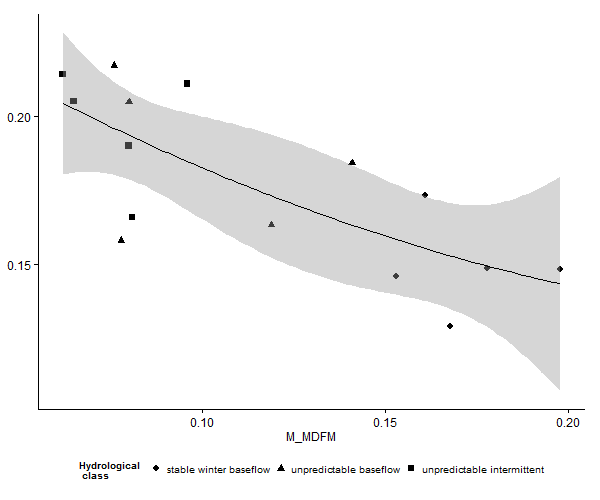 0.20
0.15
0.10
0.15
0.20
M_MDFM
Hydrological class
stable winter baseflow
unpredictable baseflow
unpredictable intermittent